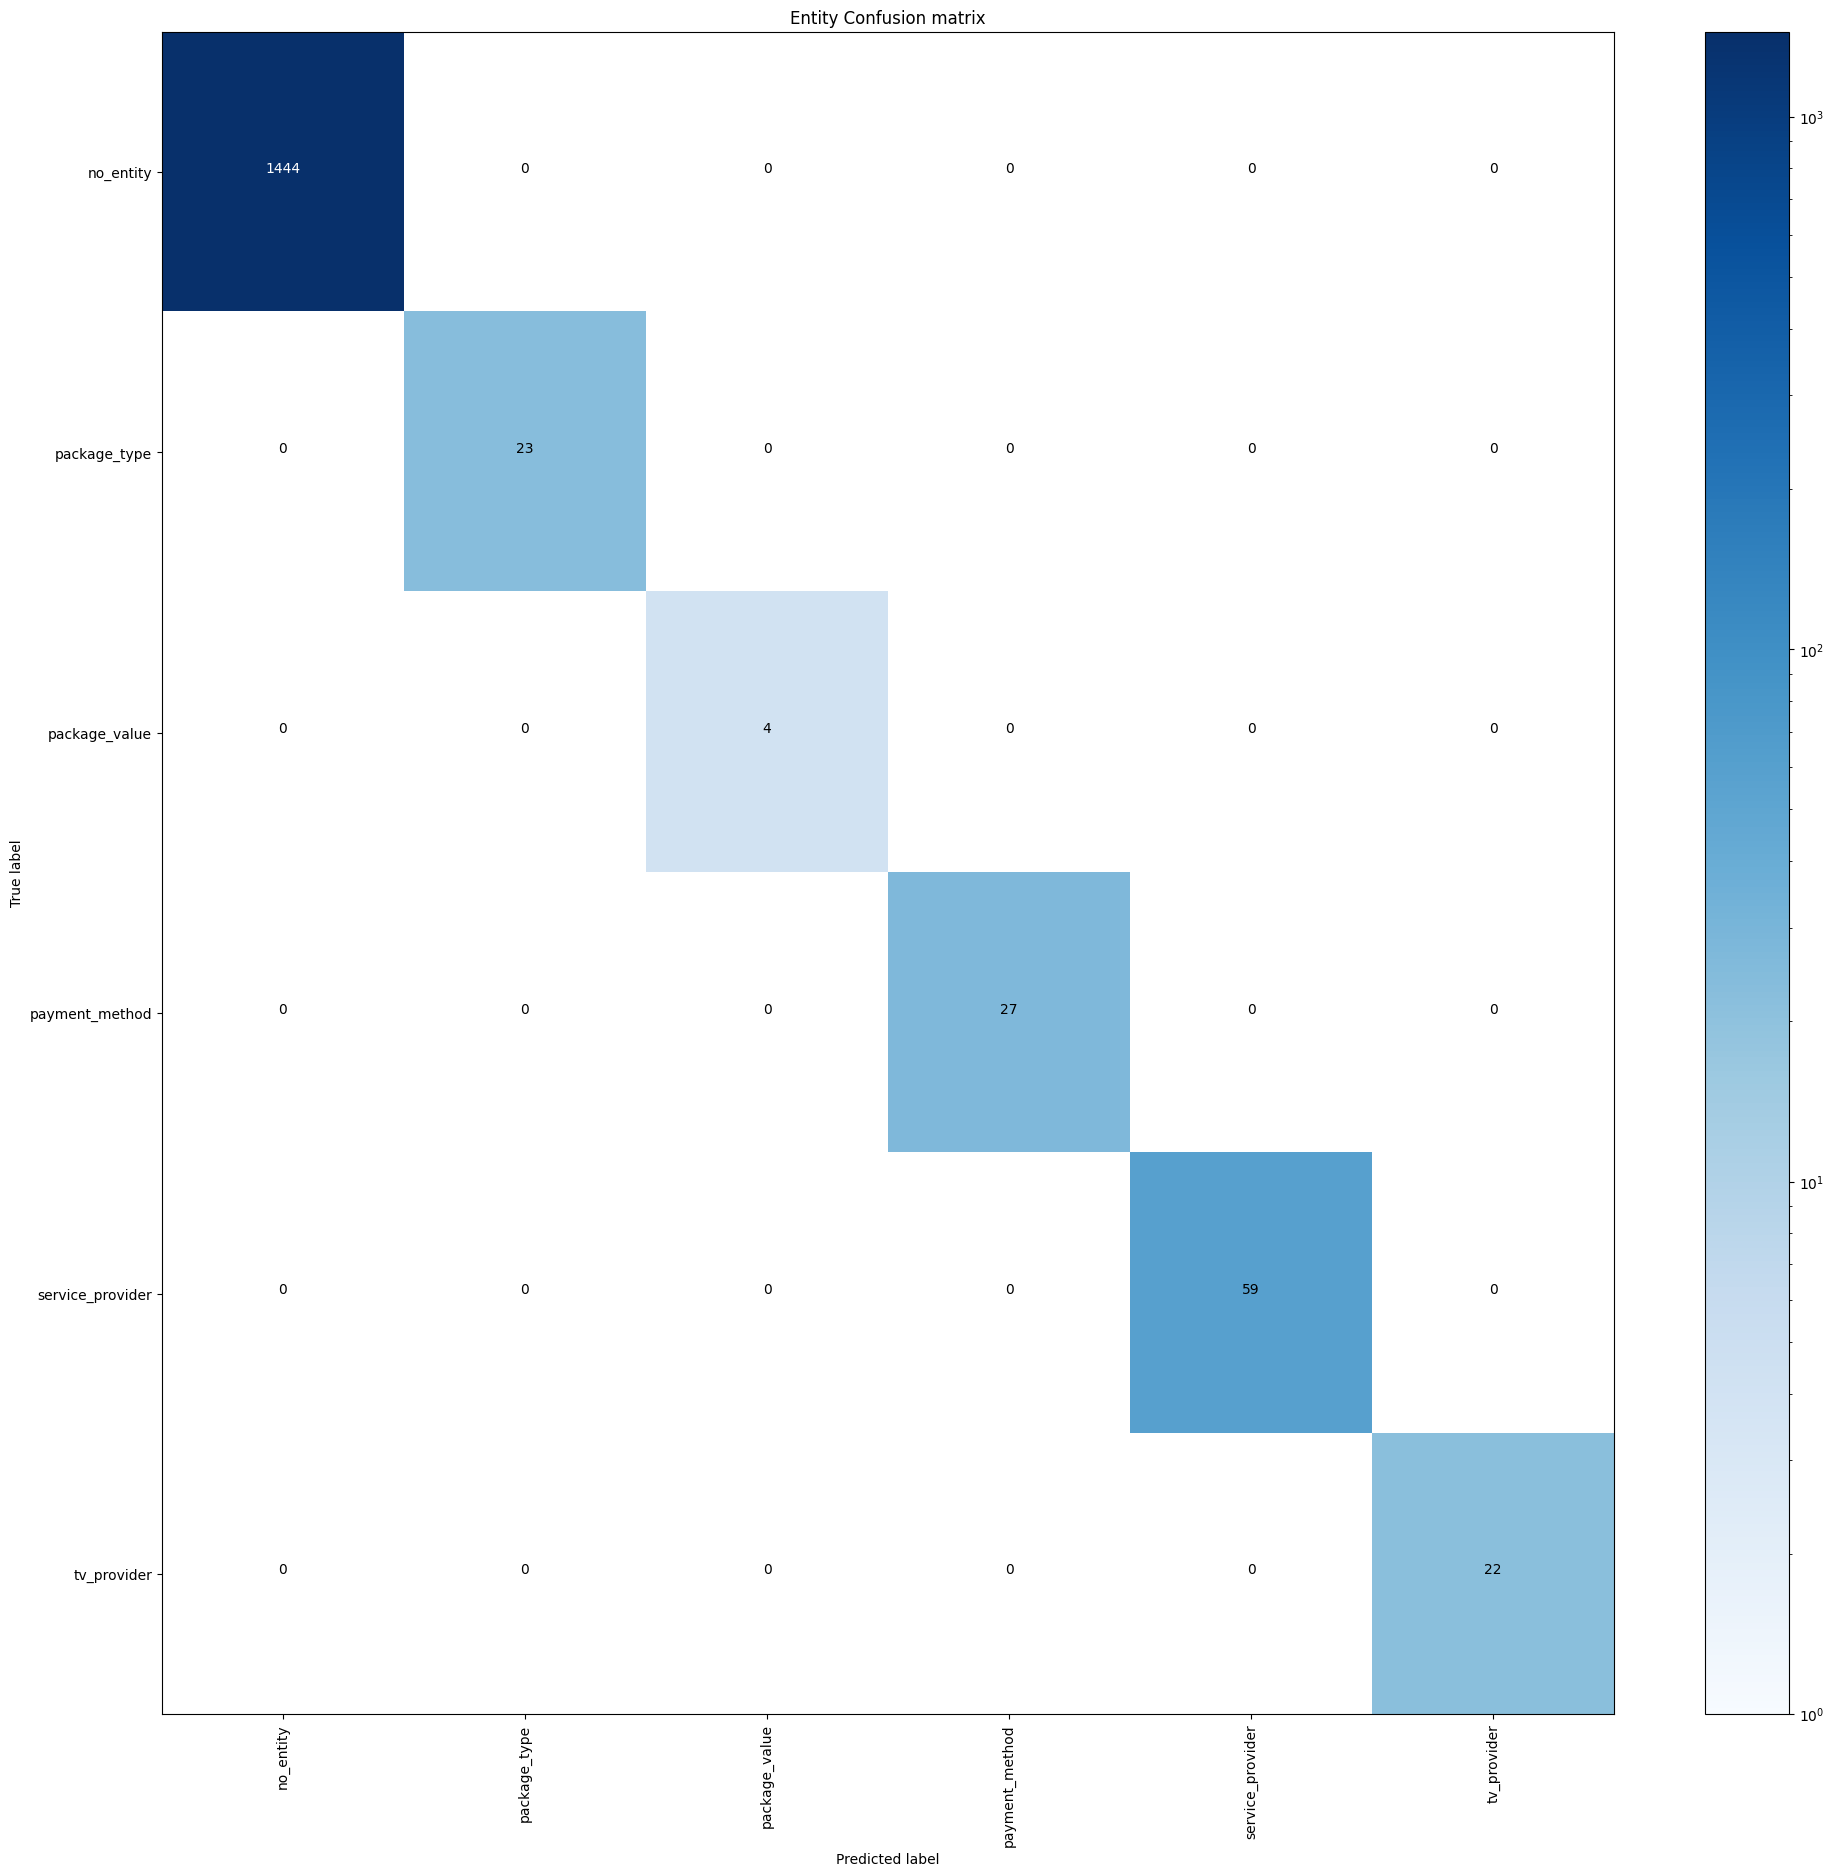 Entity Confusion matrix
True label
no_entity 1444 0 0 0 0 0
package_type 0 23 0 0 0 0
package_value 0 0 4 0 0 0
payment_method 0 0 0 27 0 0
service_provider 0 0 0 0 59 0
tv_provider 0 0 0 0 0 22
no_entity package_type package_value payment_method service_provider tv_provider
Predicted label
10³
10²
10¹
10⁰